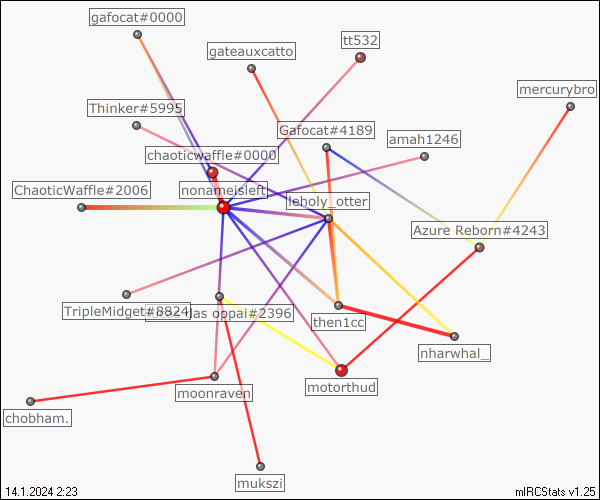 gafocat#0000
tt532
gateauxcatto
mercurybro
Thinker#5995
Gafocat#4189
amah1246
chaoticwaffle#0000
ChaoticWaffle#2006
nonameisleft
leholy_otter
Azure Reborn#4243
TripleMidget#8824
las oppai#2396
then1cc
nharwhal_
motorthud
moonraven
chobham.
mukszi
14.1.2024 2:23
mIRCStats v1.25